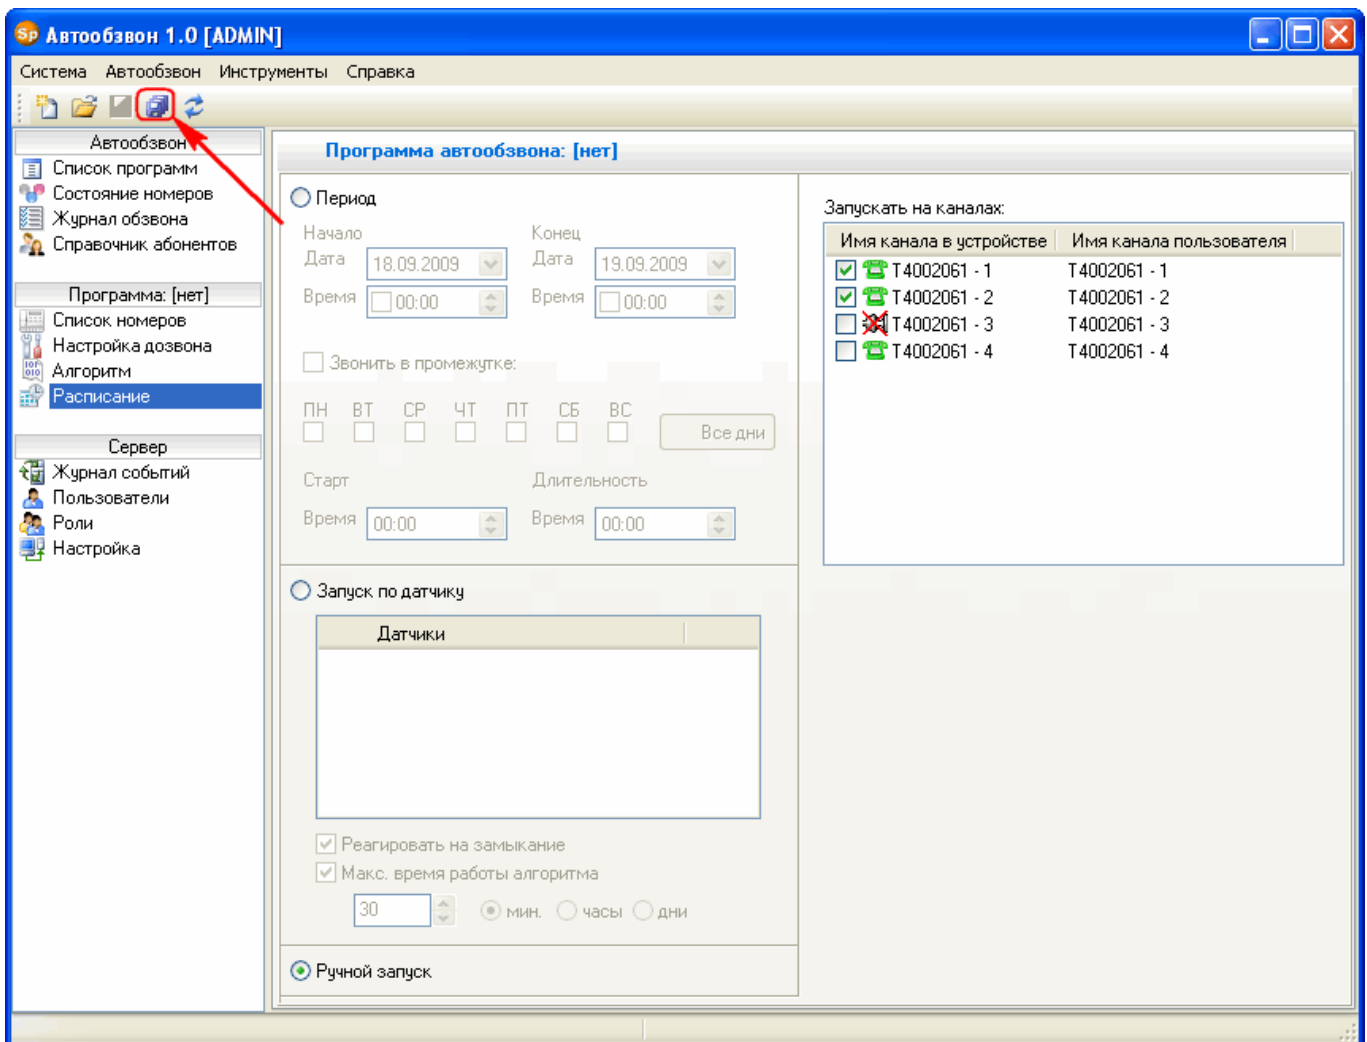 Sp Автообзвон 1.0 [ADMIN]
Система Автообзвон Инструменты Справка
Автообзвон
Список программ
Состояние номеров
Журнал обзвона
Справочник абонентов
Программа: [нет]
Список номеров
Настройка дозвона
Алгоритм
Расписание
Сервер
Журнал событий
Пользователи
Роли
Настройка
Программа автообзвона: [нет]
Период
Начало Конец
Дата 18.09.2009 Дата 19.09.2009
Время 00:00 Время 00:00
Звонить в промежутке:
ПН ВТ СР ЧТ ПТ СБ ВС
Все дни
Старт Длительность
Время 00:00 Время 00:00
Запуск по датчику
Датчики
Реагировать на замыкание
Макс. время работы алгоритма
30 мин. часы дни
Ручной запуск
Запускать на каналах:
Имя канала в устройстве Имя канала пользователя
T4002061 - 1 T4002061 - 1
T4002061 - 2 T4002061 - 2
T4002061 - 3 T4002061 - 3
T4002061 - 4 T4002061 - 4